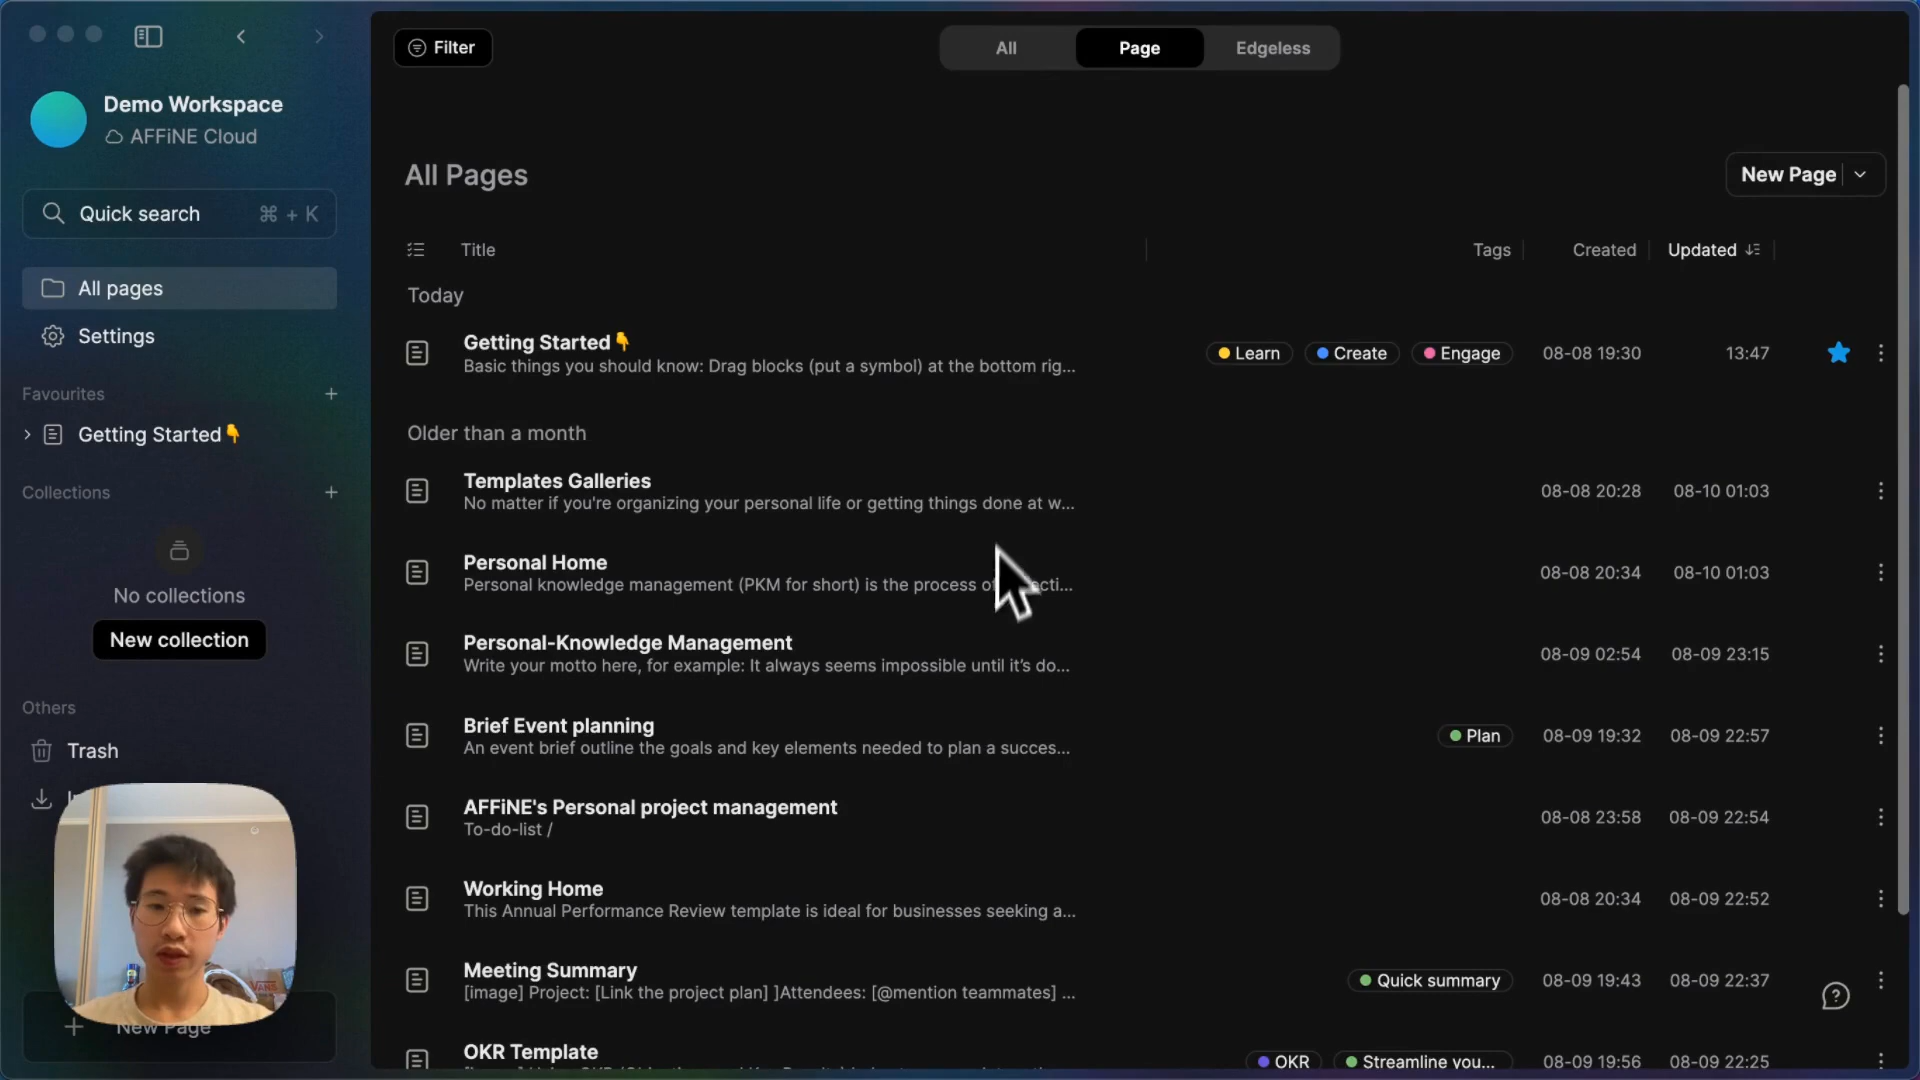 Filter
All
Page
Edgeless
Demo Workspace
AFFiNE Cloud
All Pages
New Page
Quick search
⌘ + K
Title
Tags
Created
Updated
All pages
Settings
Today
Getting Started👇
Basic things you should know: Drag blocks (put a symbol) at the bottom rig...
Learn
Create
Engage
08-08 19:30
13:47
Favourites
Getting Started👇
Older than a month
Templates Galleries
No matter if you're organizing your personal life or getting things done at w...
08-08 20:28
08-10 01:03
Collections
No collections
New collection
Personal Home
Personal knowledge management (PKM for short) is the process cti...
08-08 20:34
08-10 01:03
Personal-Knowledge Management
Write your motto here, for example: It always seems impossible until it's do...
08-09 02:54
08-09 23:15
Others
Trash
Brief Event planning
An event brief outline the goals and key elements needed to plan a succes...
Plan
08-09 19:32
08-09 22:57
AFFiNE's Personal project management
To-do-list /
08-08 23:58
08-09 22:54
Working Home
This Annual Performance Review template is ideal for businesses seeking a...
08-08 20:34
08-09 22:52
Meeting Summary
[image] Project: [Link the project plan] ]Attendees: [@mention teammates] ...
Quick summary
08-09 19:43
08-09 22:37
New Page
OKR Template
OKR
Streamline you...
08-09 19:56
08-09 22:25